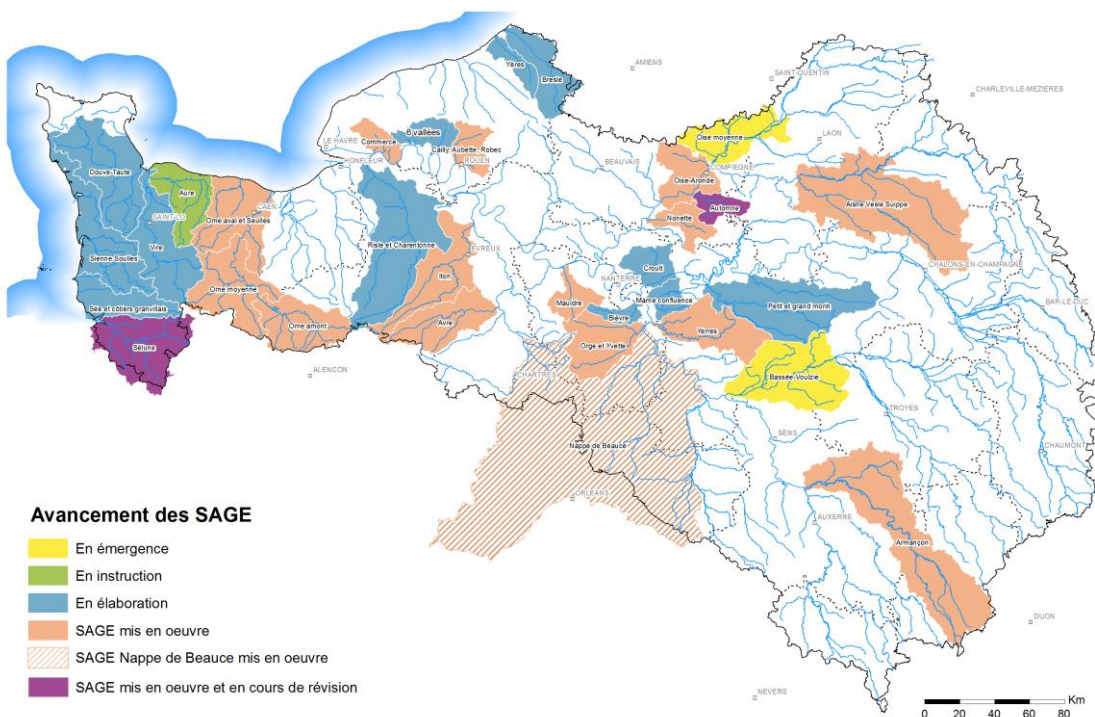 AMIENS
SAINT-QUENTIN
CHARLEVILLE-MEZIERES
Yères
Bresle
Oise moyenne
LAON
6 vallées
LE HAVRE
Commerce
Cailly, Aubette, Robec
HONFLEUR
ROUEN
BEAUVAIS
COMPIEGNE
Douve-Taute
Oise-Aronde
Aure
Automne
Aisne Vesle Suippe
SAINT-LO
CAEN
Nonette
Orne aval et Seulles
Vire
Risle et Charentonne
EVREUX
Sienne Soulles
Croult
CHALONS-EN-CHAMPAGNE
Iton
NANTERRE
Orne moyenne
Mauldre
Marne confluence
Petit et grand morin
BAR-LE-DUC
Sée et côtiers granvillais
Bièvre
Avre
Orne amont
Yerres
Sélune
Orge et Yvette
ALENCON
CHARTRES
Bassée-Voulzie
TROYES
SENS
Nappe de Beauce
CHAUMONT
ORLEANS
AUXERRE
Armançon
Avancement des SAGE
En émergence
En instruction
En élaboration
SAGE mis en oeuvre
SAGE Nappe de Beauce mis en oeuvre
SAGE mis en oeuvre et en cours de révision
DIJON
NEVERS
Km
0 20 40 60 80